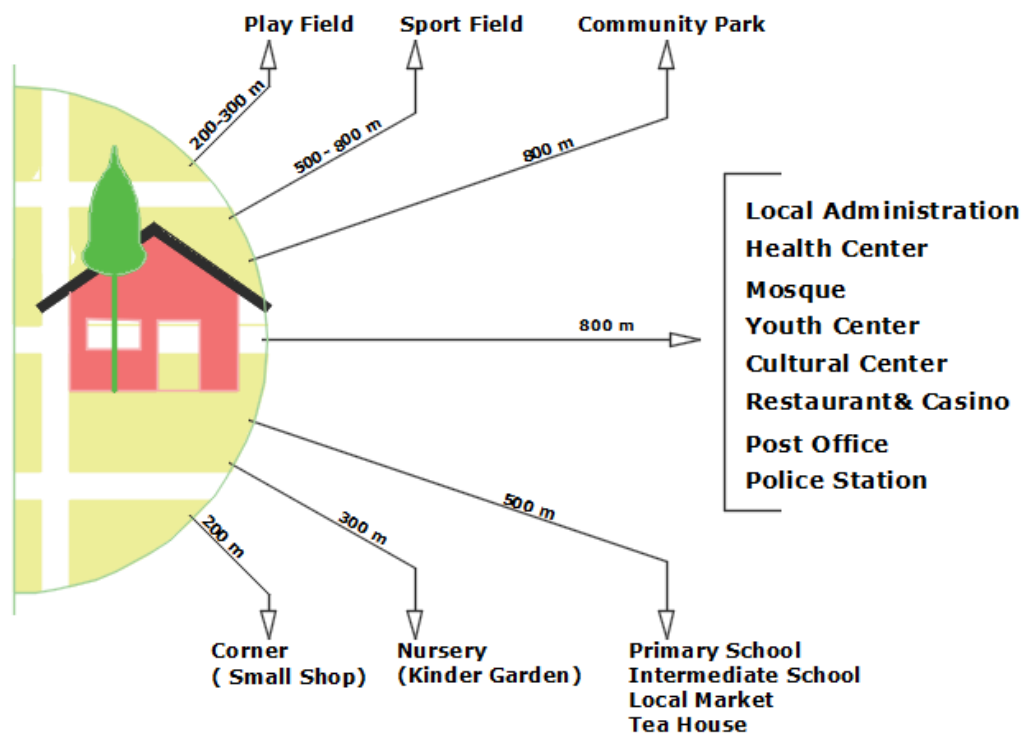 Play Field
Sport Field
Community Park
200-300 m
500- 800 m
800 m
Local Administration
Health Center
Mosque
Youth Center
Cultural Center
Restaurant& Casino
Post Office
Police Station
800 m
500 m
300 m
200 m
Corner
( Small Shop)
Nursery
(Kinder Garden)
Primary School
Intermediate School
Local Market
Tea House